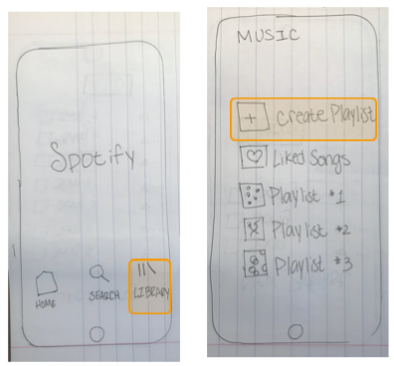 Spotify
HOME
SEARCH
LIBRARY
MUSIC
Create Playlist
Liked Songs
Playlist #1
Playlist #2
Playlist #3